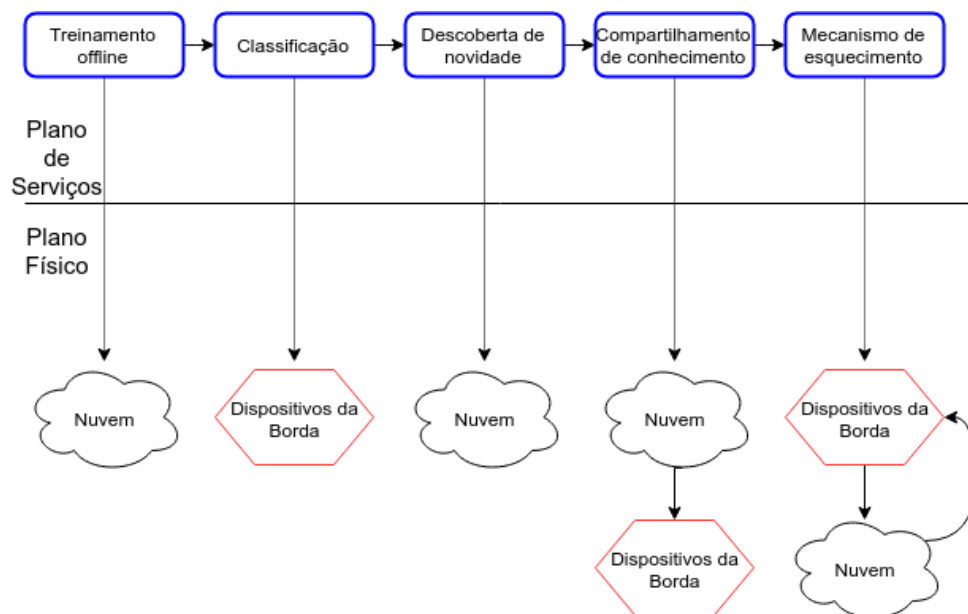 Treinamento
offline
Classificação
Descoberta de
novidade
Compartilhamento
de conhecimento
Mecanismo de
esquecimento
Plano
de
Serviços
Plano
Físico
Nuvem
Dispositivos da
Borda
Nuvem
Nuvem
Dispositivos da
Borda
Dispositivos da
Borda
Nuvem